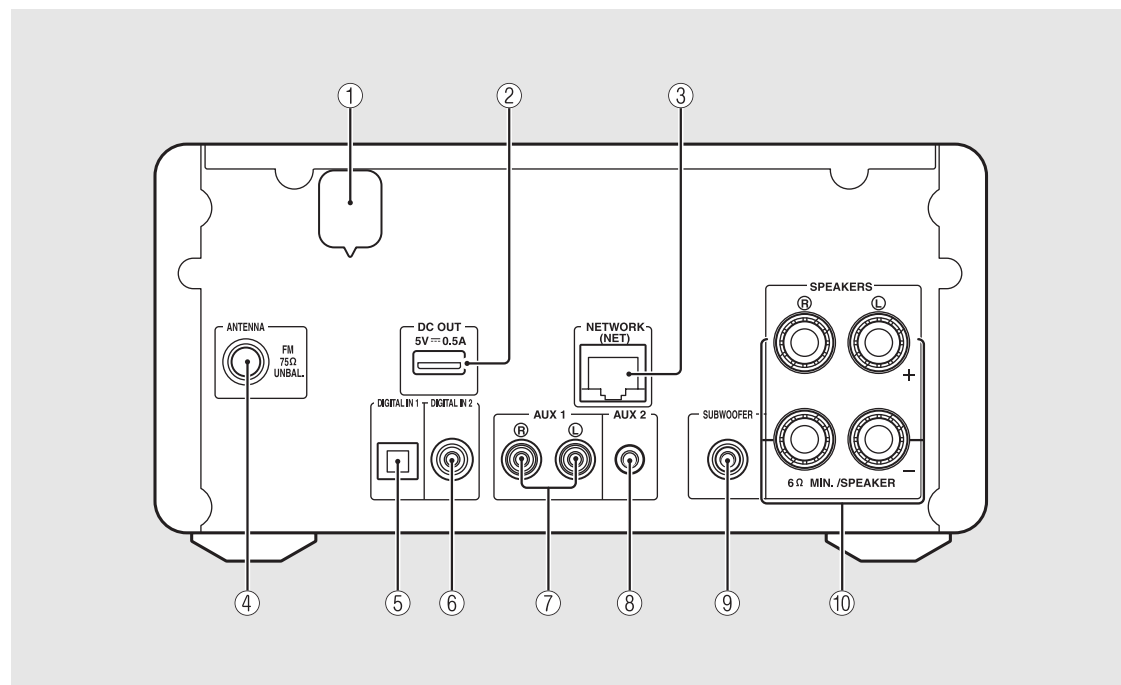 ① ② ③
SPEAKERS
Ⓡ Ⓛ
ANTENNA
FM
75Ω
UNBAL.
DC OUT
5V ⎓ 0.5A
NETWORK
(NET)
+
DIGITAL IN 1 DIGITAL IN 2
AUX 1 AUX 2
Ⓡ Ⓛ
SUBWOOFER
−
6Ω MIN. /SPEAKER
④ ⑤ ⑥ ⑦ ⑧ ⑨ ⑩